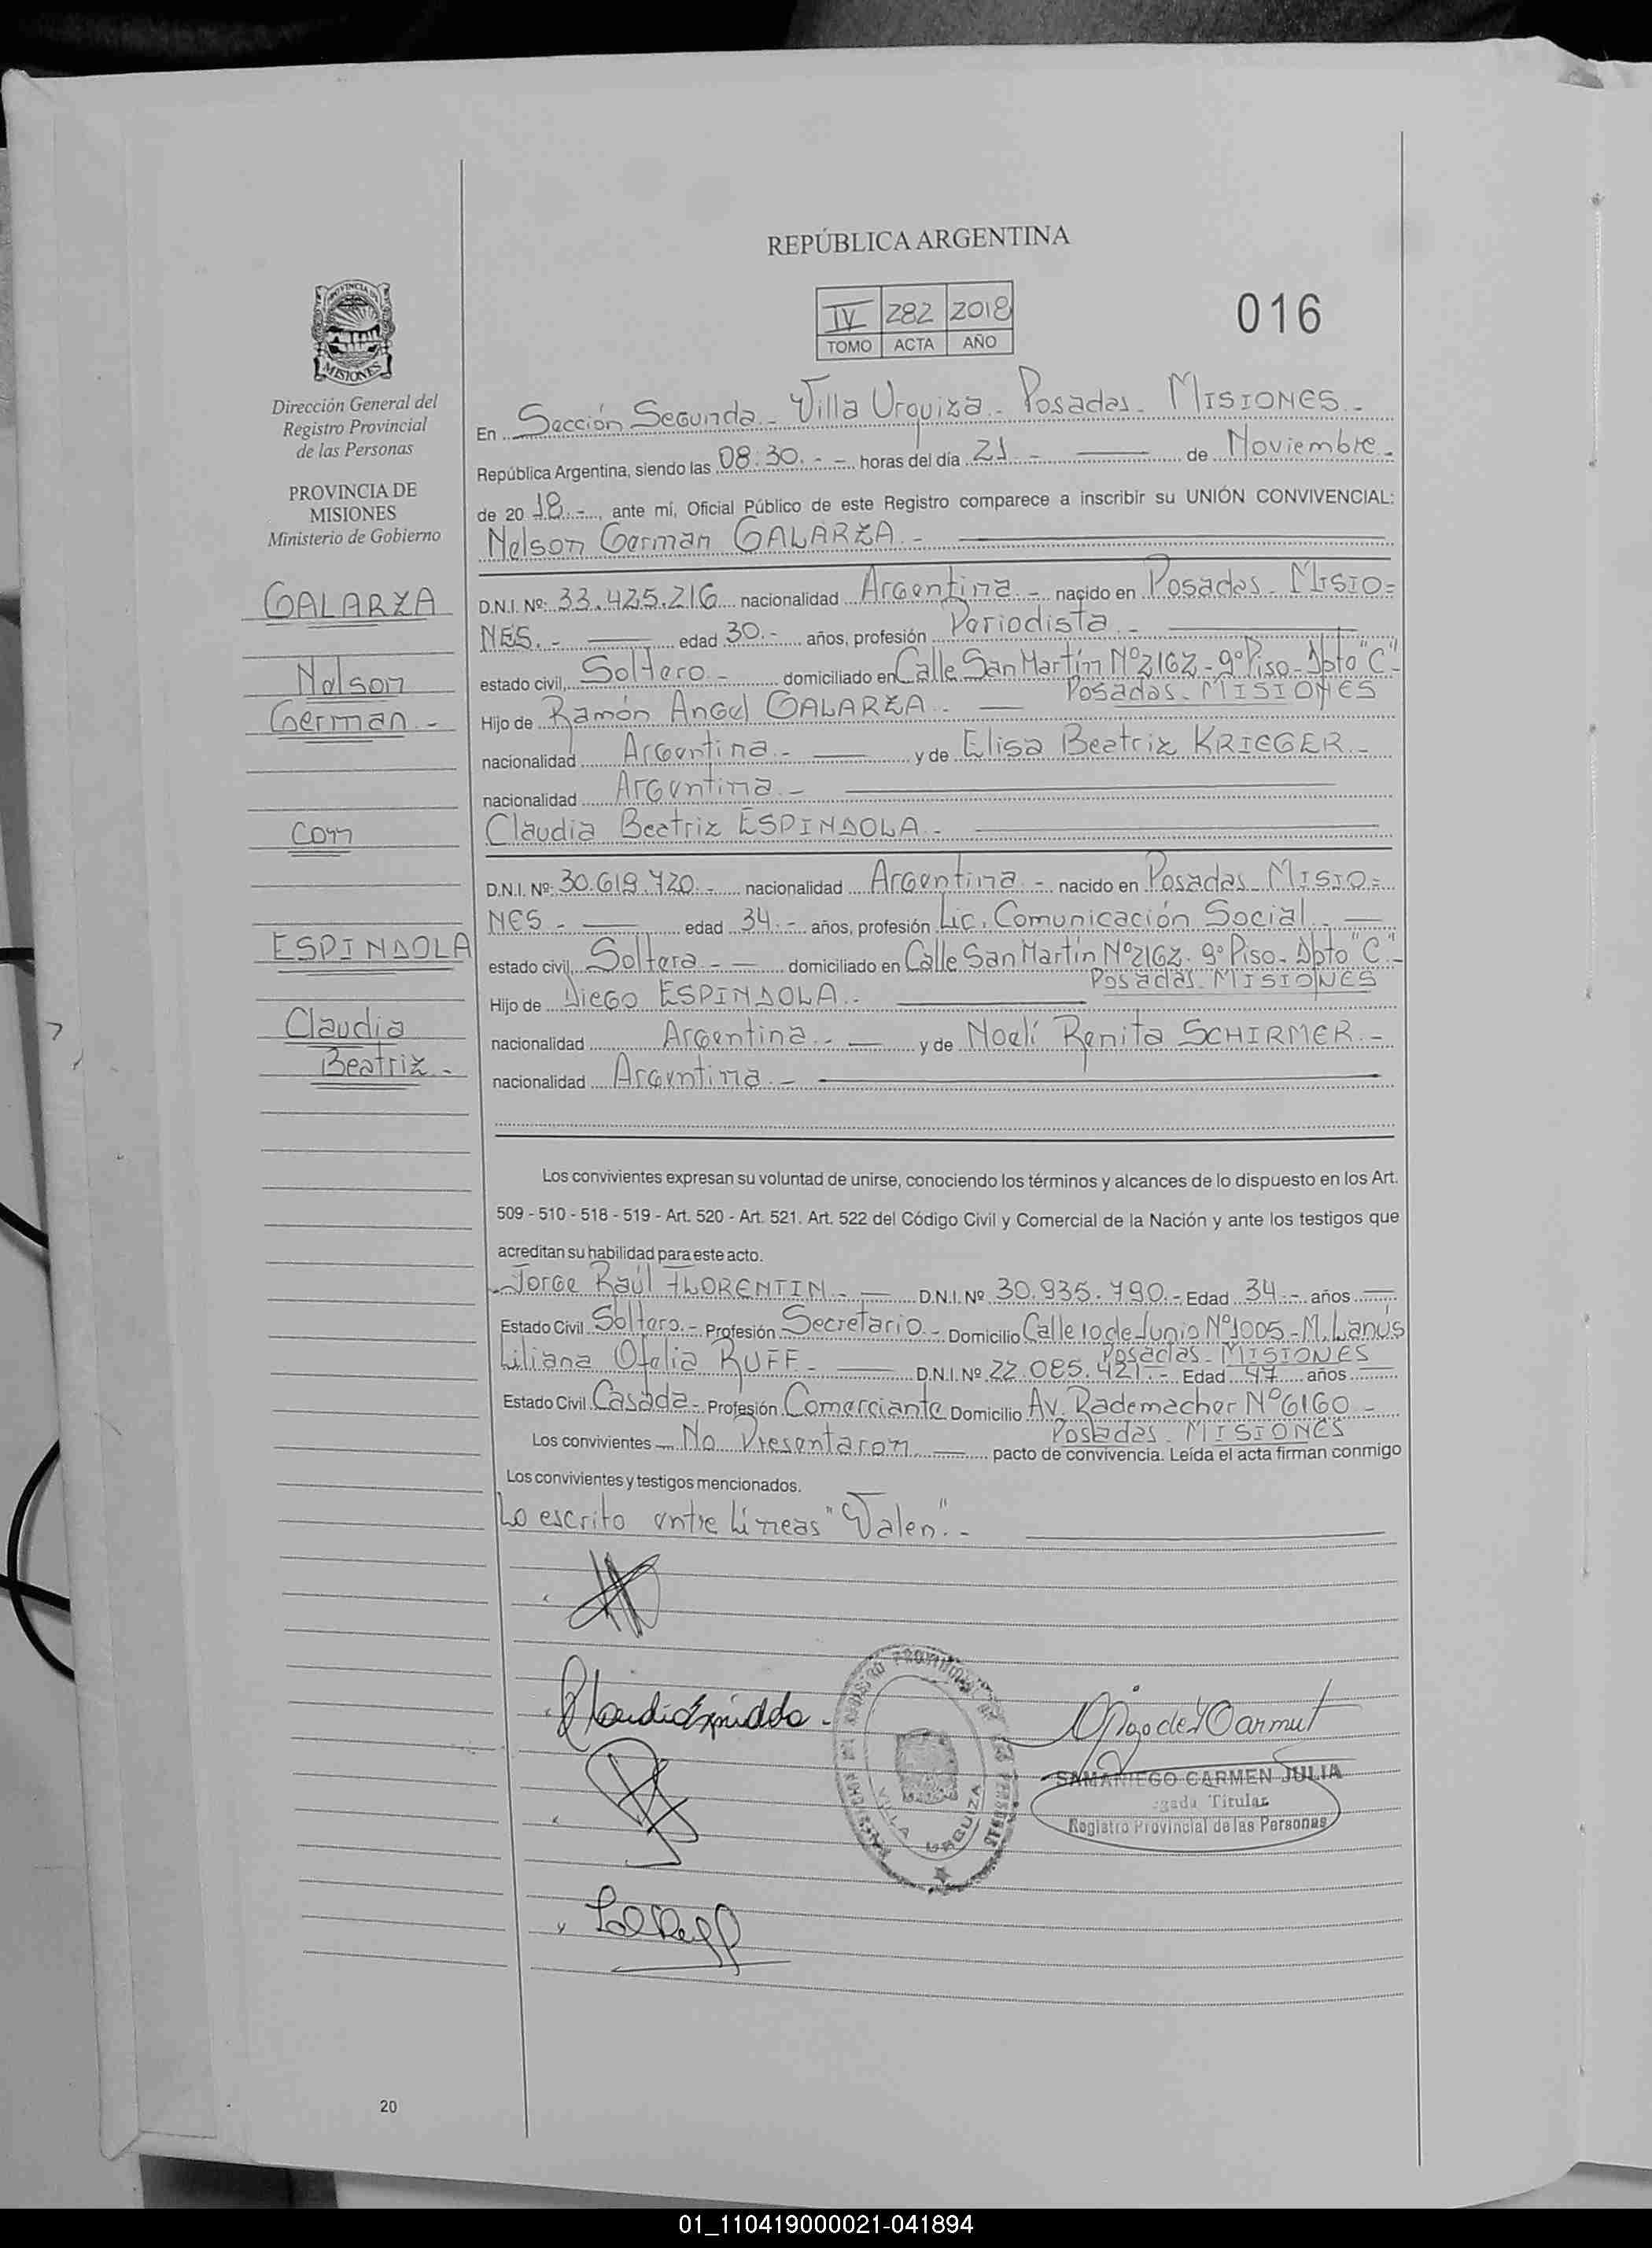 REPÚBLICA ARGENTINA
IV 282 2018
TOMO ACTA AÑO
016
PROVINCIA DE
MISIONES
Dirección General del
Registro Provincial
de las Personas
PROVINCIA DE
MISIONES
Ministerio de Gobierno
GALARZA
Nelson
German.-
Con
ESPINDOLA
Claudia
Beatriz.-
En Sección Segunda.- Villa Urquiza - Posadas - MISIONES.-
República Argentina, siendo las 08:30.- - horas del día 21 - de Noviembre.-
de 20 18.-, ante mí, Oficial Público de este Registro comparece a inscribir su UNIÓN CONVIVENCIAL:
Nelson German GALARZA.-
D.N.I. Nº: 33.425.216 nacionalidad Argentina.- nacido en Posadas - MISIO=
NES.- edad 30.- años, profesión Periodista.-
estado civil, Soltero.- domiciliado en Calle San Martín Nº2162 - 9º Piso - Dpto "C"-
Posadas - MISIONES
Hijo de Ramón Angel GALARZA.-
nacionalidad Argentina.- y de Elisa Beatriz KRIEGER.-
nacionalidad Argentina.-
Claudia Beatriz ESPINDOLA.-
D.N.I. Nº: 30.619.420.- nacionalidad Argentina.- nacido en Posadas - MISIO=
NES - edad 34.- años, profesión Lic. Comunicación Social.-
estado civil, Soltera.- - domiciliado en Calle San Martín Nº2162. 9º Piso - Dpto "C".-
Posadas - MISIONES
Hijo de Diego ESPINDOLA.-
nacionalidad Argentina.- y de Noelí Renita SCHIRMER.-
nacionalidad Argentina.-
Los convivientes expresan su voluntad de unirse, conociendo los términos y alcances de lo dispuesto en los Art.
509 - 510 - 518 - 519 - Art. 520 - Art. 521. Art. 522 del Código Civil y Comercial de la Nación y ante los testigos que
acreditan su habilidad para este acto.
Jorge Raúl FLORENTIN.- D.N.I. Nº 30.935.790.- Edad 34.- años
Estado Civil Soltero.- Profesión Secretario.- Domicilio Calle 10 de Junio Nº1005 - M. Lanús
Posadas - MISIONES
Liliana Ofelia RUFF.- D.N.I. Nº 22.085.421.- Edad 47 años
Estado Civil Casada.- Profesión Comerciante Domicilio Av. Rademacher Nº6160.-
Posadas - MISIONES
Los convivientes No Presentaron pacto de convivencia. Leída el acta firman conmigo
Los convivientes y testigos mencionados.
Lo escrito entre líneas "Valen".-
VILLA URQUIZA
SAMANIEGO CARMEN JULIA
Titular
Registro Provincial de las Personas
20
01_110419000021-041894